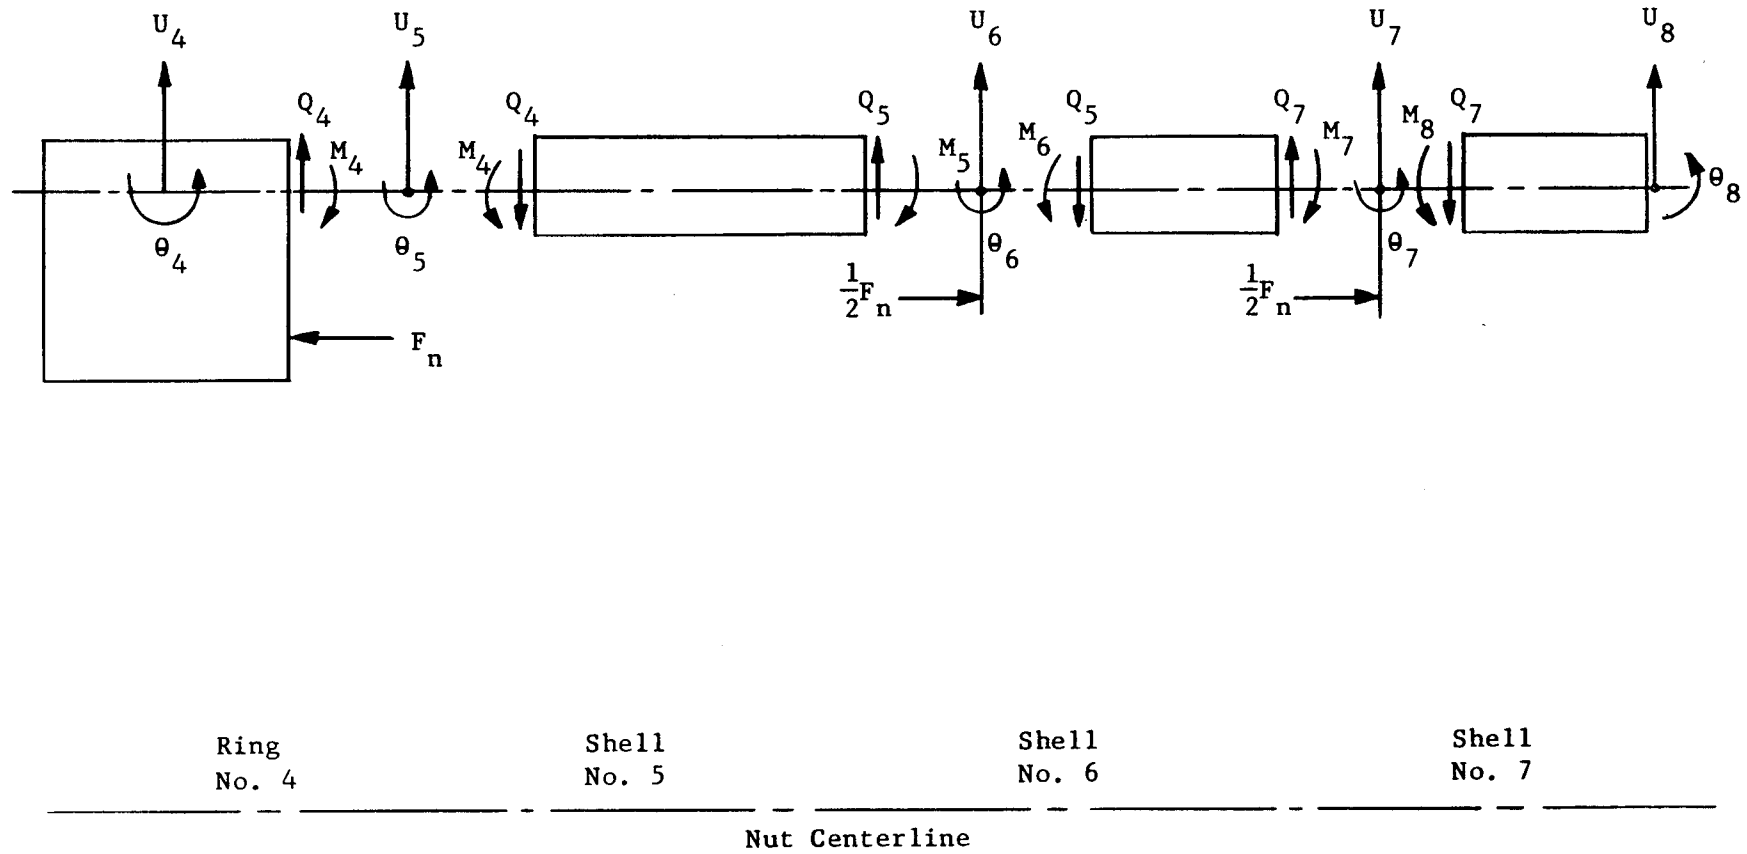 U4 U5 U6 U7 U8
Q4 Q4 Q5 Q5 Q7 Q7
M4 M4 M5 M6 M7 M8
θ4 θ5 θ6 θ7 θ8
1/2Fn 1/2Fn
Fn
Ring Shell Shell Shell
No. 4 No. 5 No. 6 No. 7
Nut Centerline